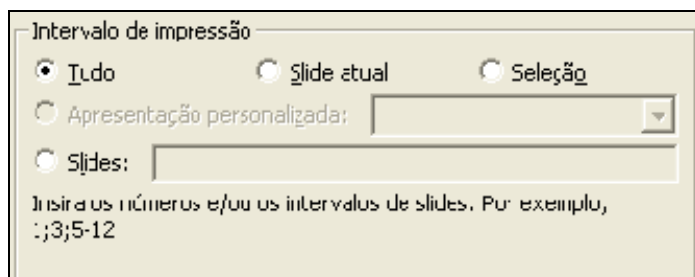 Intervalo de impressão
Tudo Slide atual Seleção
Apresentação personalizada:
Slides:
Insira os números e/ou os intervalos de slides. Por exemplo,
1;3;5-12